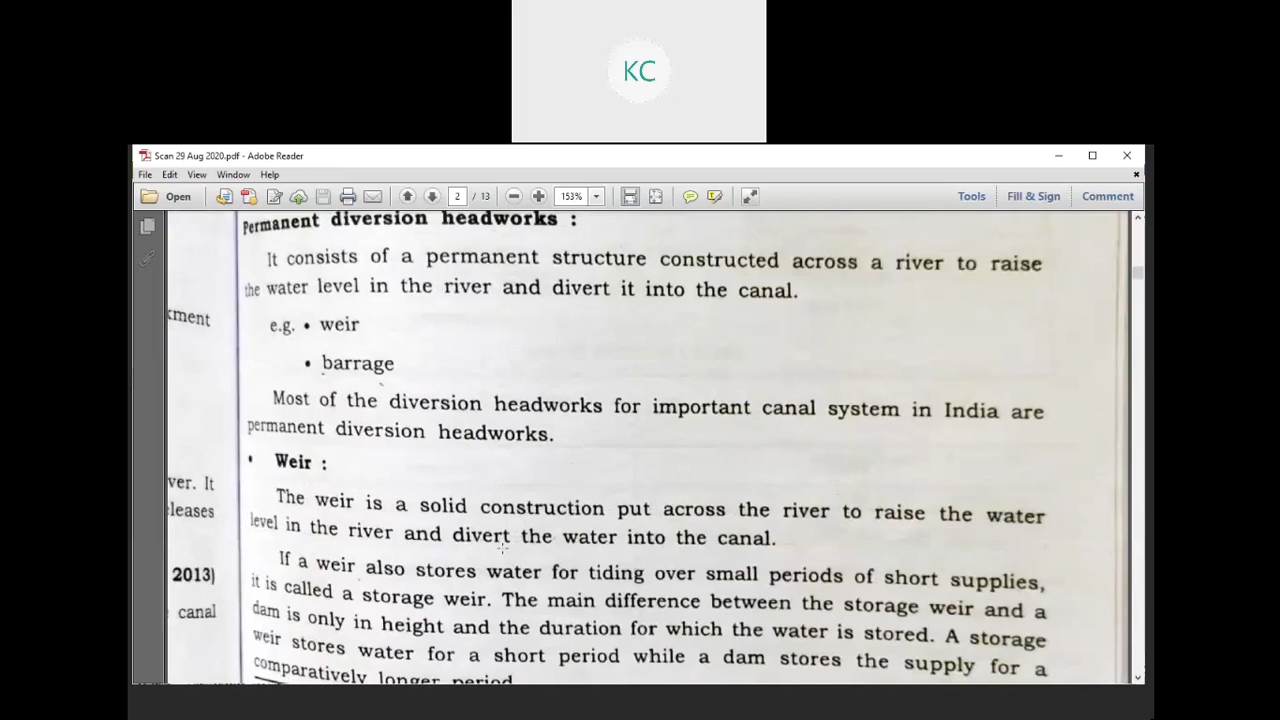 KC
Scan 29 Aug 2020.pdf - Adobe Reader
File Edit View Window Help
Open 2 / 13 153% Tools Fill & Sign Comment
Permanent diversion headworks :
It consists of a permanent structure constructed across a river to raise
the water level in the river and divert it into the canal.
kment
e.g. • weir
• barrage
Most of the diversion headworks for important canal system in India are
permanent diversion headworks.
• Weir :
ver. It
The weir is a solid construction put across the river to raise the water
leases
level in the river and divert the water into the canal.
If a weir also stores water for tiding over small periods of short supplies,
2013)
it is called a storage weir. The main difference between the storage weir and a
canal
dam is only in height and the duration for which the water is stored. A storage
weir stores water for a short period while a dam stores the supply for a
comparatively longer period